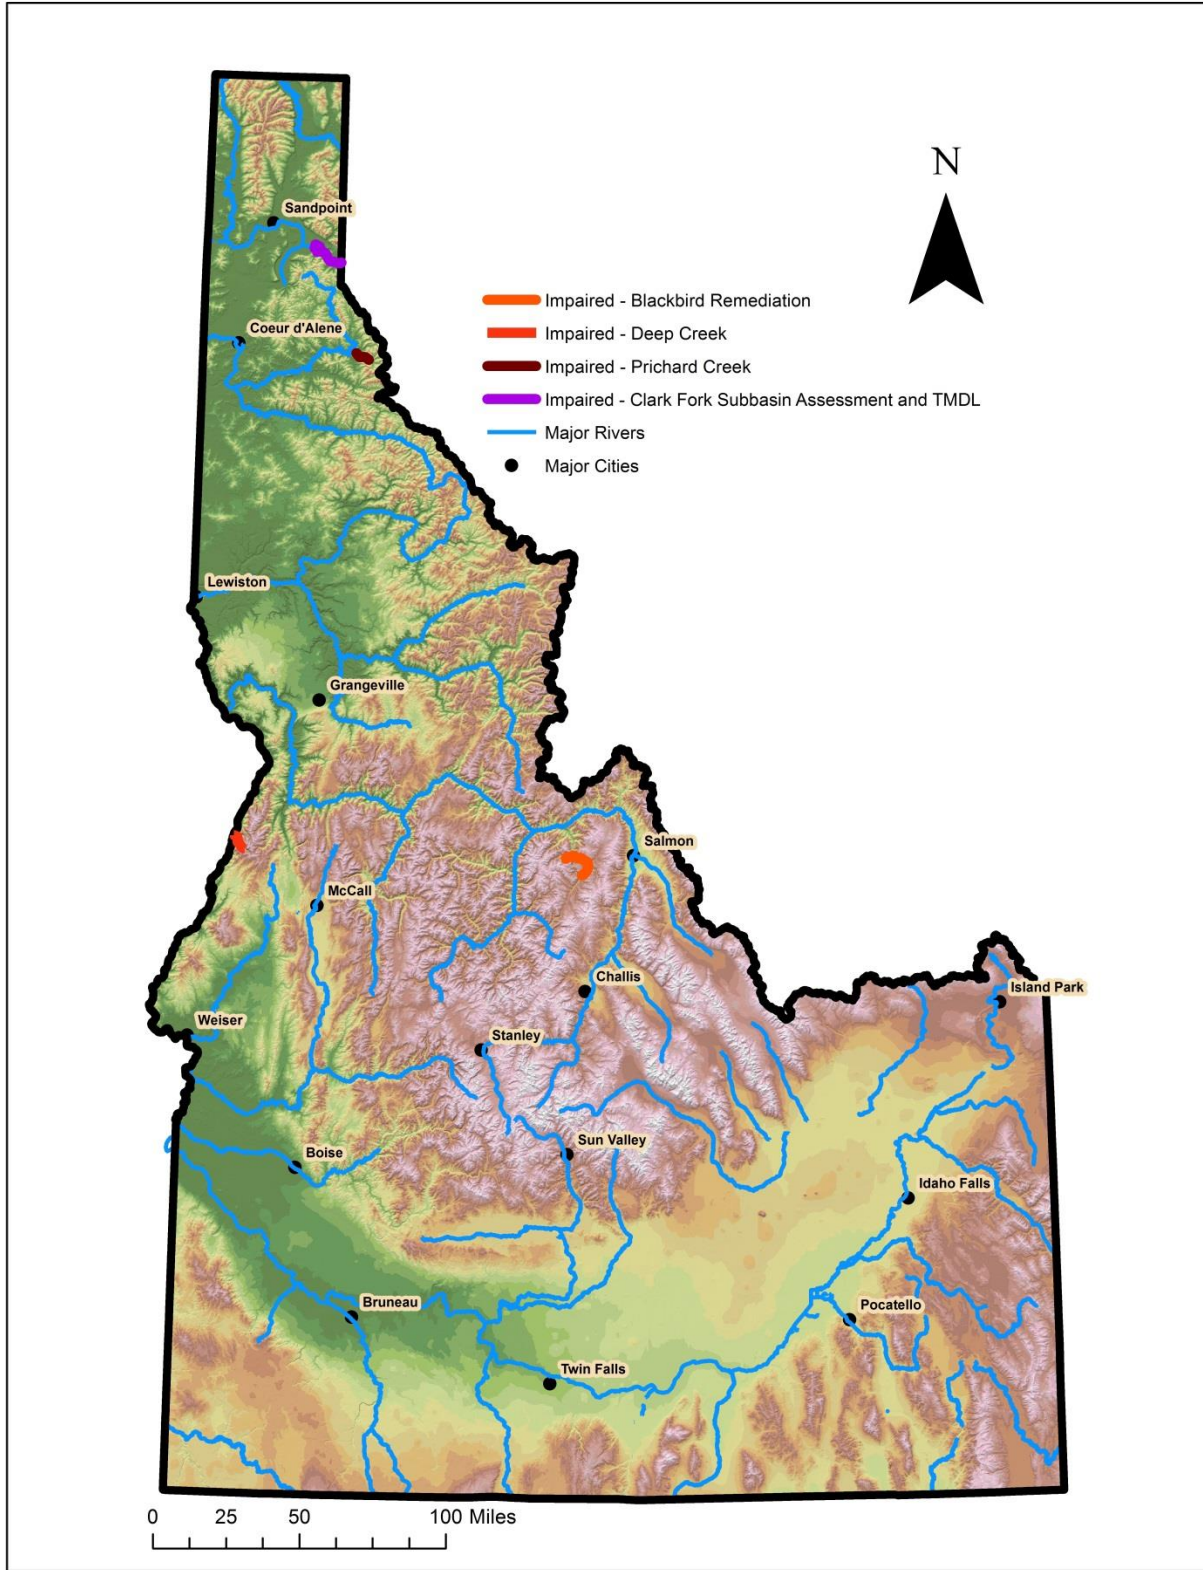 N
Sandpoint
Impaired - Blackbird Remediation
Coeur d'Alene
Impaired - Deep Creek
Impaired - Prichard Creek
Impaired - Clark Fork Subbasin Assessment and TMDL
Major Rivers
Major Cities
Lewiston
Grangeville
Salmon
McCall
Challis
Island Park
Weiser
Stanley
Sun Valley
Boise
Idaho Falls
Bruneau
Pocatello
Twin Falls
0 25 50 100 Miles